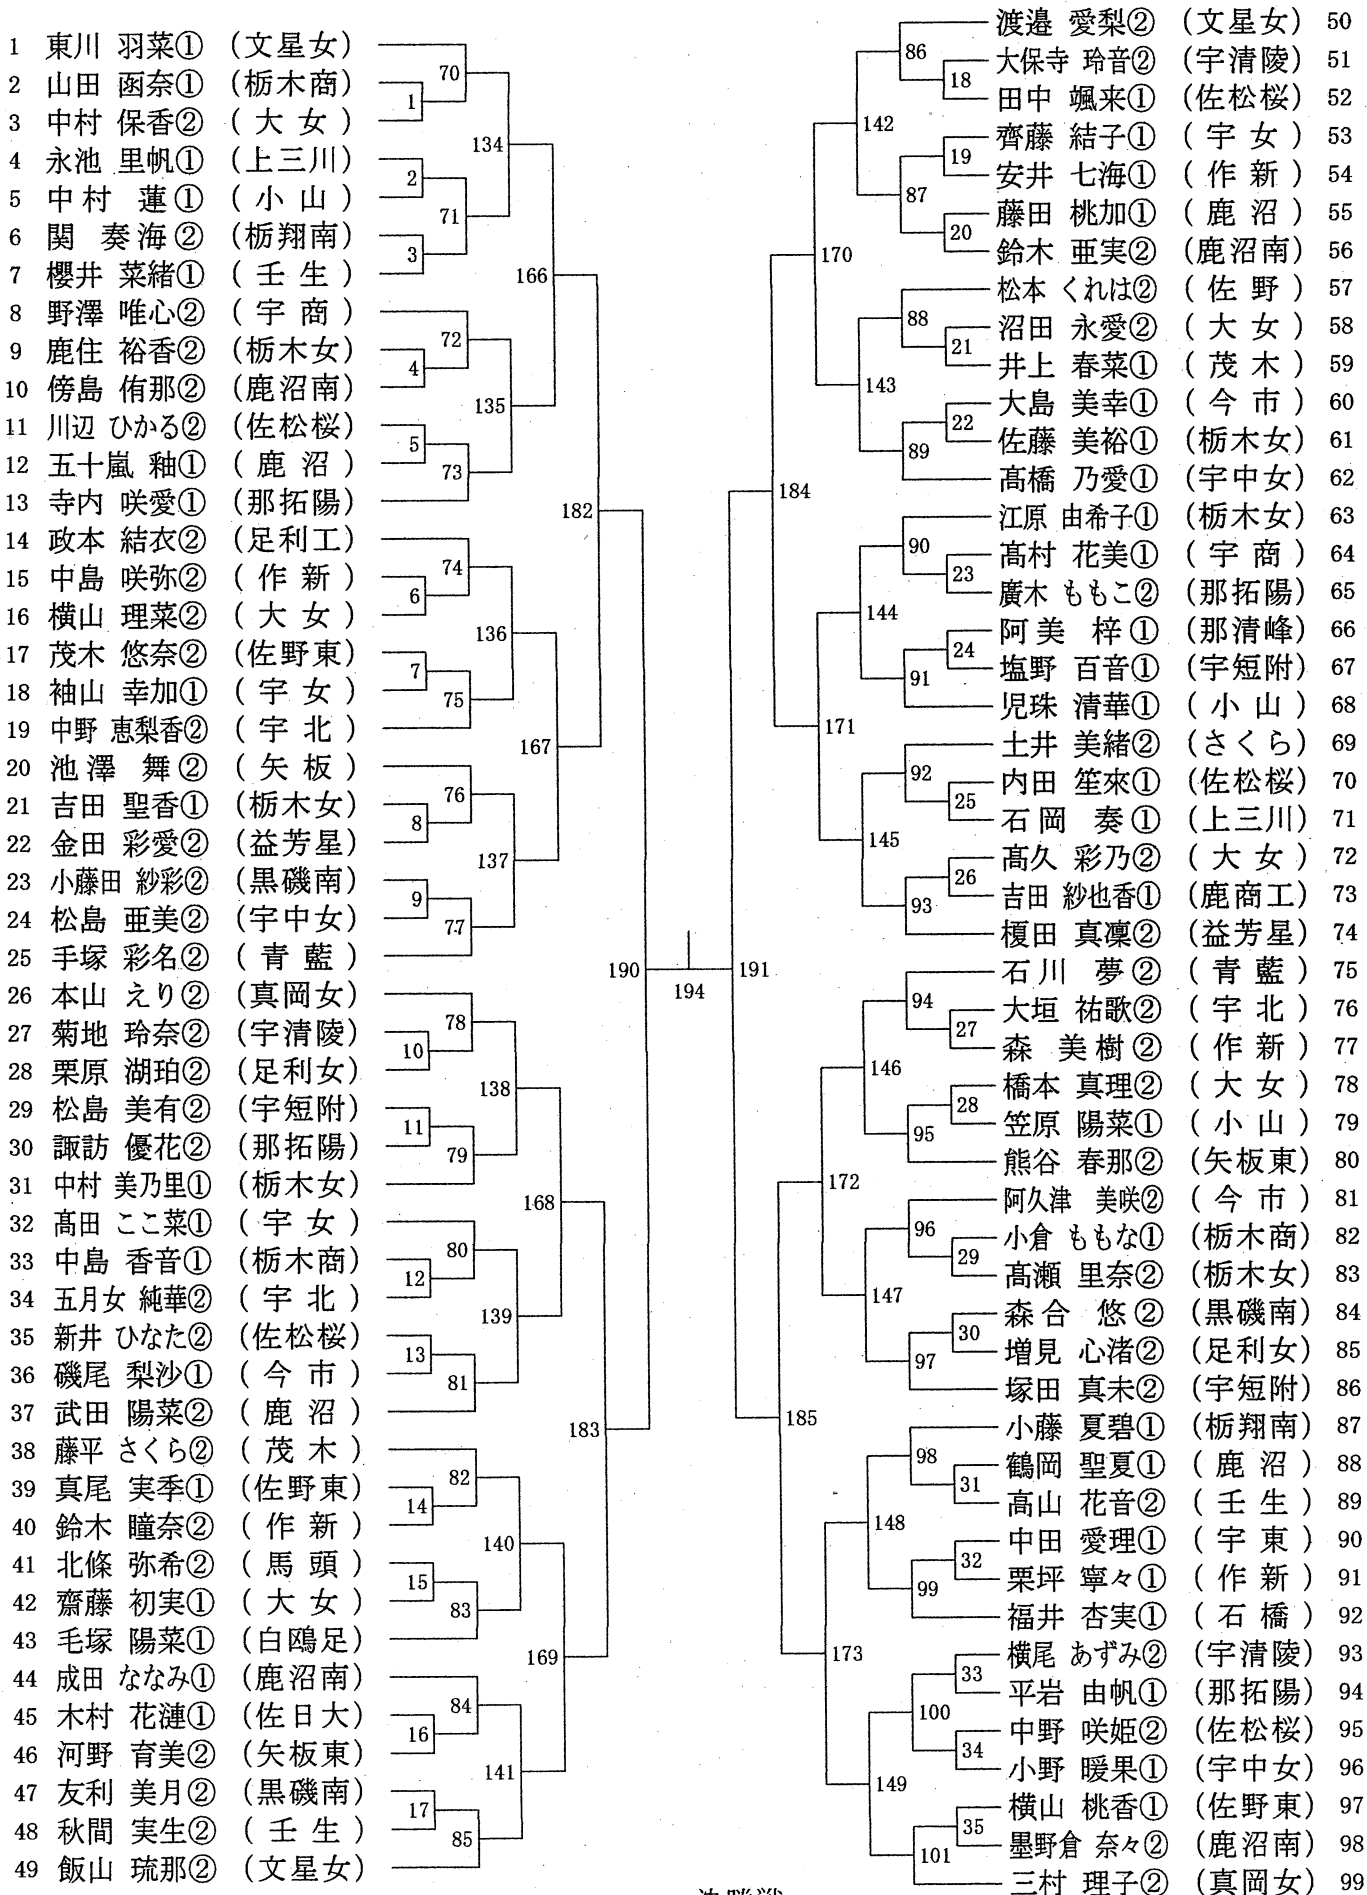 1 東川 羽菜① (文星女)
2 山田 函奈① (栃木商)
3 中村 保香② (大女)
4 永池 里帆① (上三川)
5 中村 蓮① (小山)
6 関 奏海② (栃翔南)
7 櫻井 菜緒① (壬生)
8 野澤 唯心② (宇商)
9 鹿住 裕香② (栃木女)
10 傍島 侑那② (鹿沼南)
11 川辺 ひかる② (佐松桜)
12 五十嵐 釉① (鹿沼)
13 寺内 咲愛① (那拓陽)
14 政本 結衣② (足利工)
15 中島 咲弥② (作新)
16 横山 理菜② (大女)
17 茂木 悠奈② (佐野東)
18 袖山 幸加① (宇女)
19 中野 恵梨香② (宇北)
20 池澤 舞② (矢板)
21 吉田 聖香① (栃木女)
22 金田 彩愛② (益芳星)
23 小藤田 紗彩② (黒磯南)
24 松島 亜美② (宇中女)
25 手塚 彩名② (青藍)
26 本山 えり② (真岡女)
27 菊地 玲奈② (宇清陵)
28 栗原 湖珀② (足利女)
29 松島 美有② (宇短附)
30 諏訪 優花② (那拓陽)
31 中村 美乃里① (栃木女)
32 髙田 ここ菜① (宇女)
33 中島 香音① (栃木商)
34 五月女 純華② (宇北)
35 新井 ひなた② (佐松桜)
36 磯尾 梨沙① (今市)
37 武田 陽菜② (鹿沼)
38 藤平 さくら② (茂木)
39 真尾 実季① (佐野東)
40 鈴木 瞳奈② (作新)
41 北條 弥希② (馬頭)
42 齋藤 初実① (大女)
43 毛塚 陽菜① (白鴎足)
44 成田 ななみ① (鹿沼南)
45 木村 花漣① (佐日大)
46 河野 育美② (矢板東)
47 友利 美月② (黒磯南)
48 秋間 実生② (壬生)
49 飯山 琉那② (文星女)
70
1
134
2
71
3
166
72
4
135
5
73
182
74
6
136
7
75
167
76
8
137
9
77
190
78
10
138
11
79
168
80
12
139
13
81
183
82
14
140
15
83
169
84
16
141
17
85
194
191
86
18
142
19
87
20
170
88
21
143
22
89
184
90
23
144
24
91
171
92
25
145
26
93
94
27
146
28
95
172
96
29
147
30
97
185
98
31
148
32
99
173
33
100
34
149
35
101
渡邉 愛梨② (文星女) 50
大保寺 玲音② (宇清陵) 51
田中 颯来① (佐松桜) 52
齊藤 結子① (宇女) 53
安井 七海① (作新) 54
藤田 桃加① (鹿沼) 55
鈴木 亜実② (鹿沼南) 56
松本 くれは② (佐野) 57
沼田 永愛② (大女) 58
井上 春菜① (茂木) 59
大島 美幸① (今市) 60
佐藤 美裕① (栃木女) 61
髙橋 乃愛① (宇中女) 62
江原 由希子① (栃木女) 63
髙村 花美① (宇商) 64
廣木 ももこ② (那拓陽) 65
阿美 梓① (那清峰) 66
塩野 百音① (宇短附) 67
児珠 清華① (小山) 68
土井 美緒② (さくら) 69
内田 笙來① (佐松桜) 70
石岡 奏① (上三川) 71
髙久 彩乃② (大女) 72
吉田 紗也香① (鹿商工) 73
榎田 真凜② (益芳星) 74
石川 夢② (青藍) 75
大垣 祐歌② (宇北) 76
森 美樹② (作新) 77
橋本 真理② (大女) 78
笠原 陽菜① (小山) 79
熊谷 春那② (矢板東) 80
阿久津 美咲② (今市) 81
小倉 ももな① (栃木商) 82
髙瀬 里奈② (栃木女) 83
森合 悠② (黒磯南) 84
増見 心渚② (足利女) 85
塚田 真未② (宇短附) 86
小藤 夏碧① (栃翔南) 87
鶴岡 聖夏① (鹿沼) 88
高山 花音② (壬生) 89
中田 愛理① (宇東) 90
栗坪 寧々① (作新) 91
福井 杏実① (石橋) 92
横尾 あずみ② (宇清陵) 93
平岩 由帆① (那拓陽) 94
中野 咲姫② (佐松桜) 95
小野 暖果① (宇中女) 96
横山 桃香① (佐野東) 97
墨野倉 奈々② (鹿沼南) 98
三村 理子② (真岡女) 99